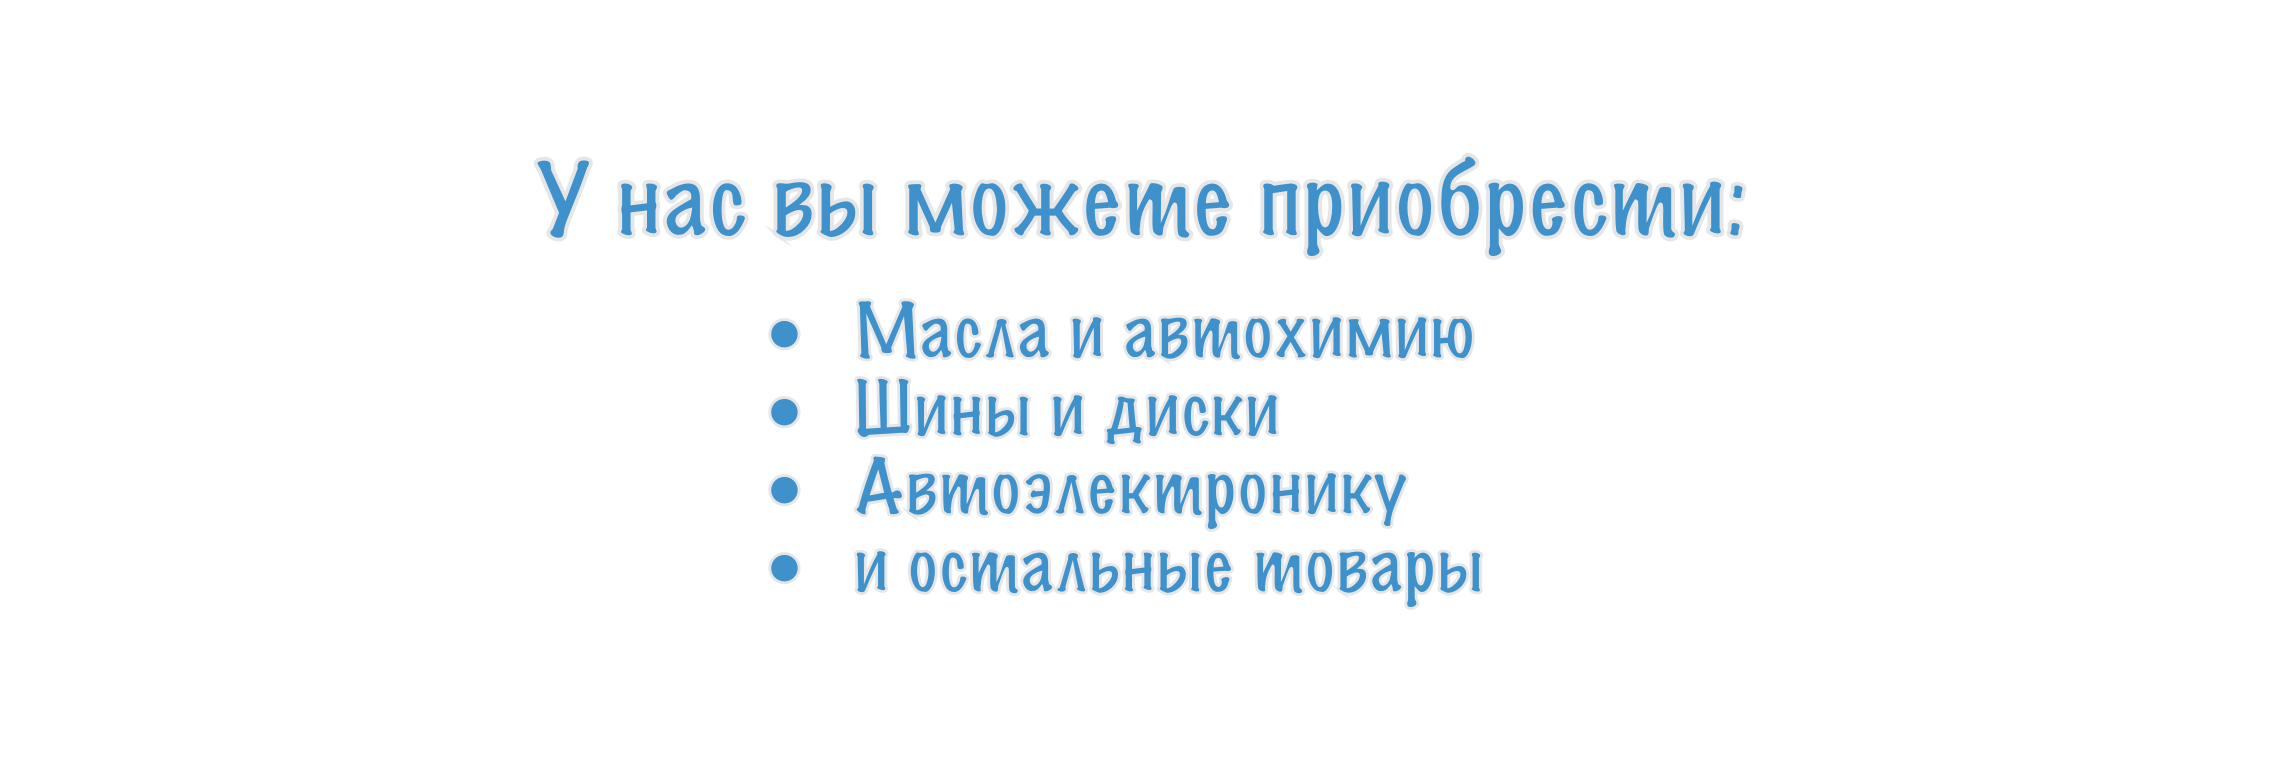 У нас вы можете приобрести:
• Масла и автохимию
• Шины и диски
• Автоэлектронику
• и остальные товары